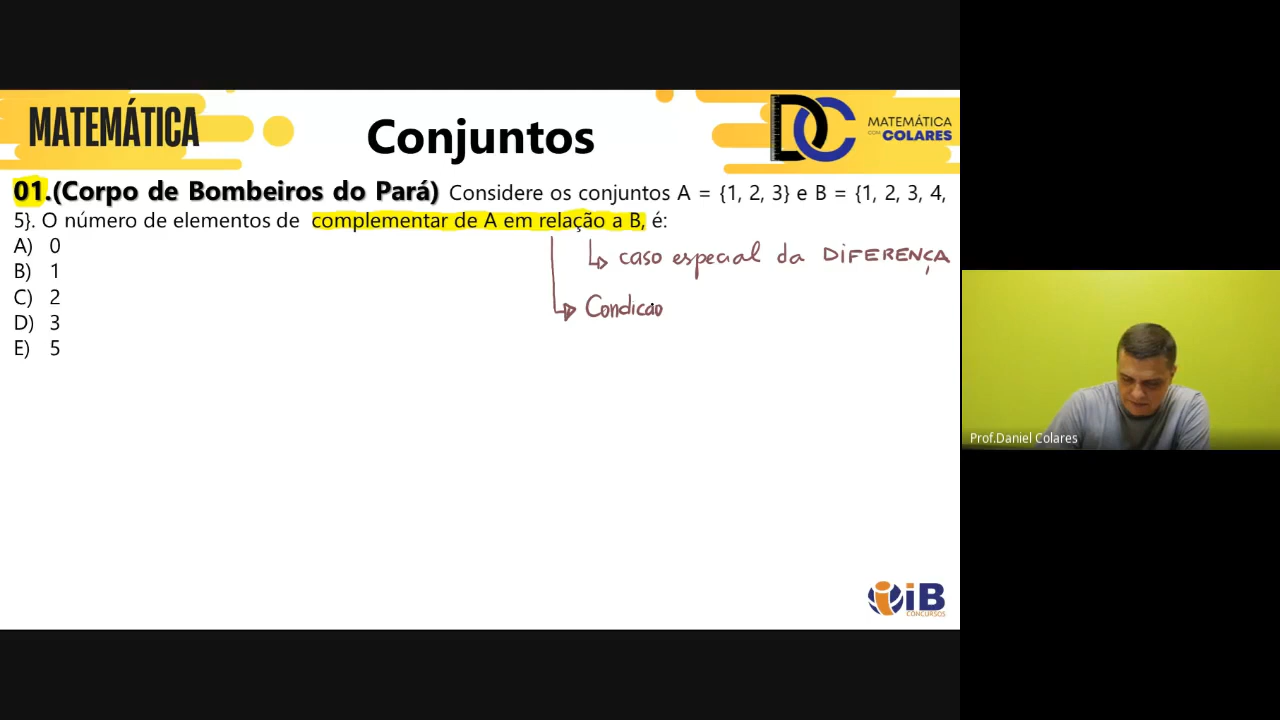 MATEMÁTICA
Conjuntos
DC
MATEMÁTICA
COM COLARES
01.(Corpo de Bombeiros do Pará) Considere os conjuntos A = {1, 2, 3} e B = {1, 2, 3, 4,
5}. O número de elementos de complementar de A em relação a B, é:
A) 0
caso especial da DIFERENÇA
B) 1
C) 2
Condicao
D) 3
E) 5
Prof.Daniel Colares
iB
CONCURSOS